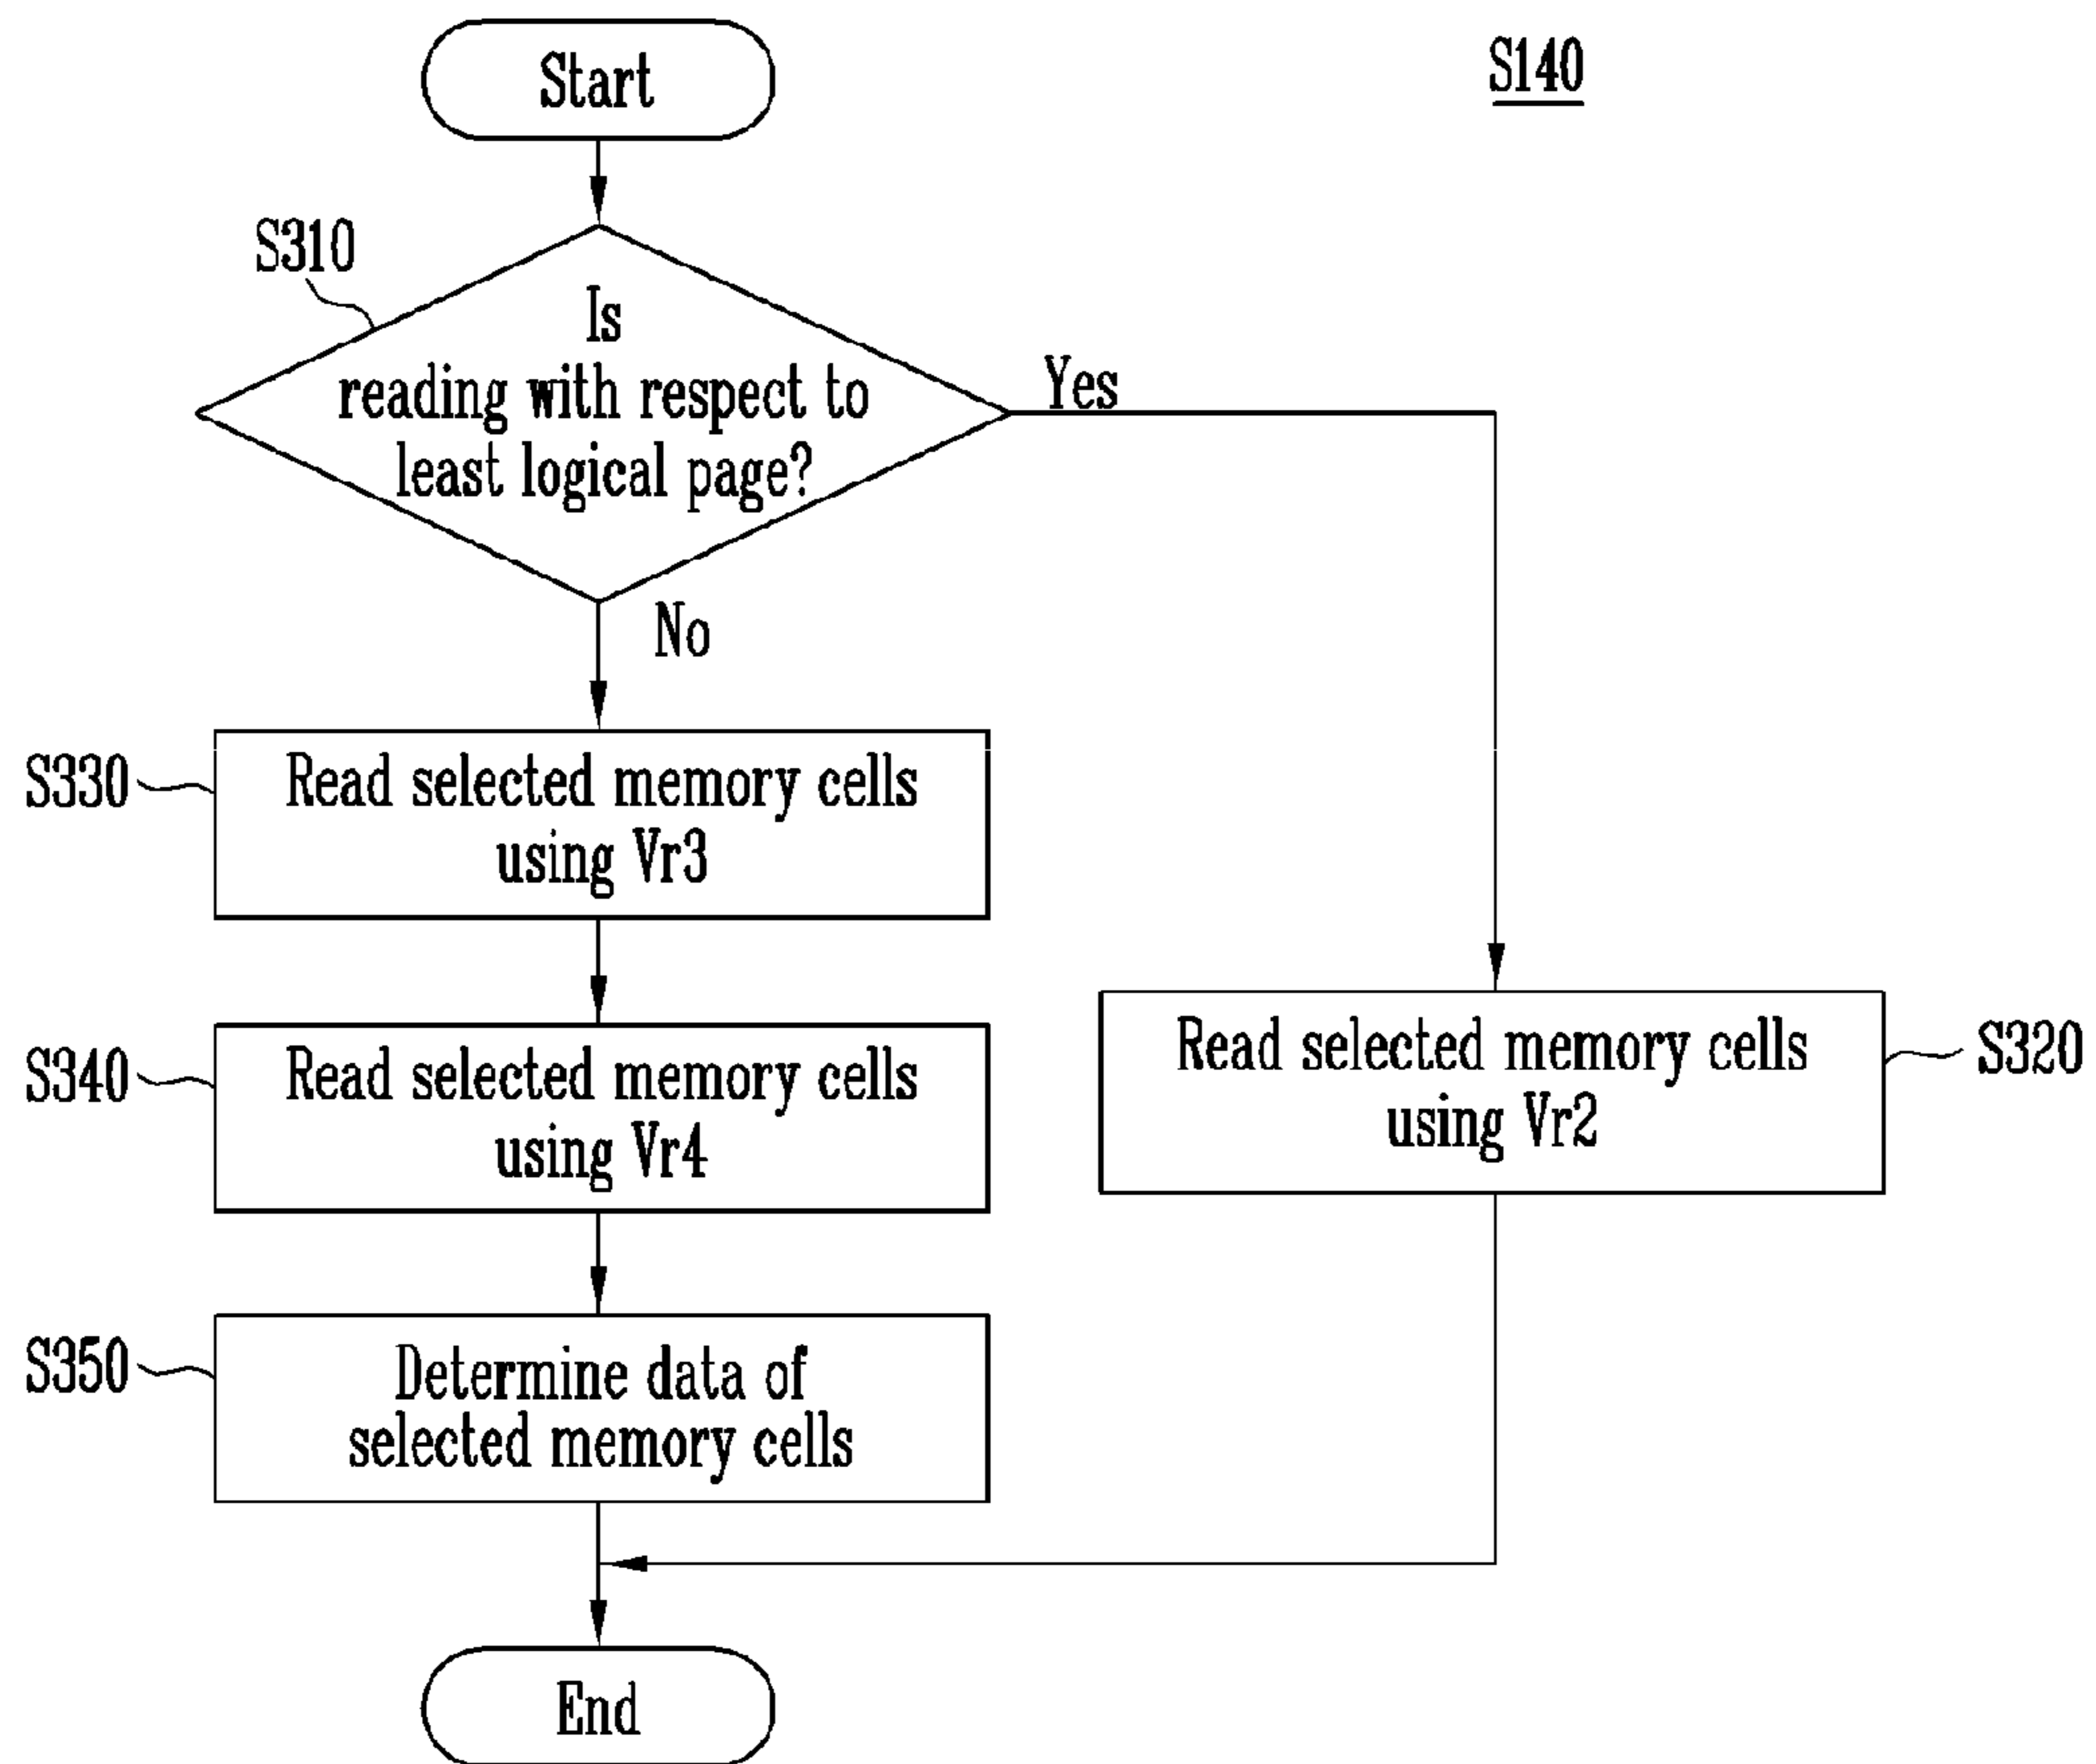 Start
S140
S310
Is
reading with respect to
least logical page?
Yes
No
S330
Read selected memory cells
using Vr3
S340
Read selected memory cells
using Vr4
Read selected memory cells
using Vr2
S320
S350
Determine data of
selected memory cells
End